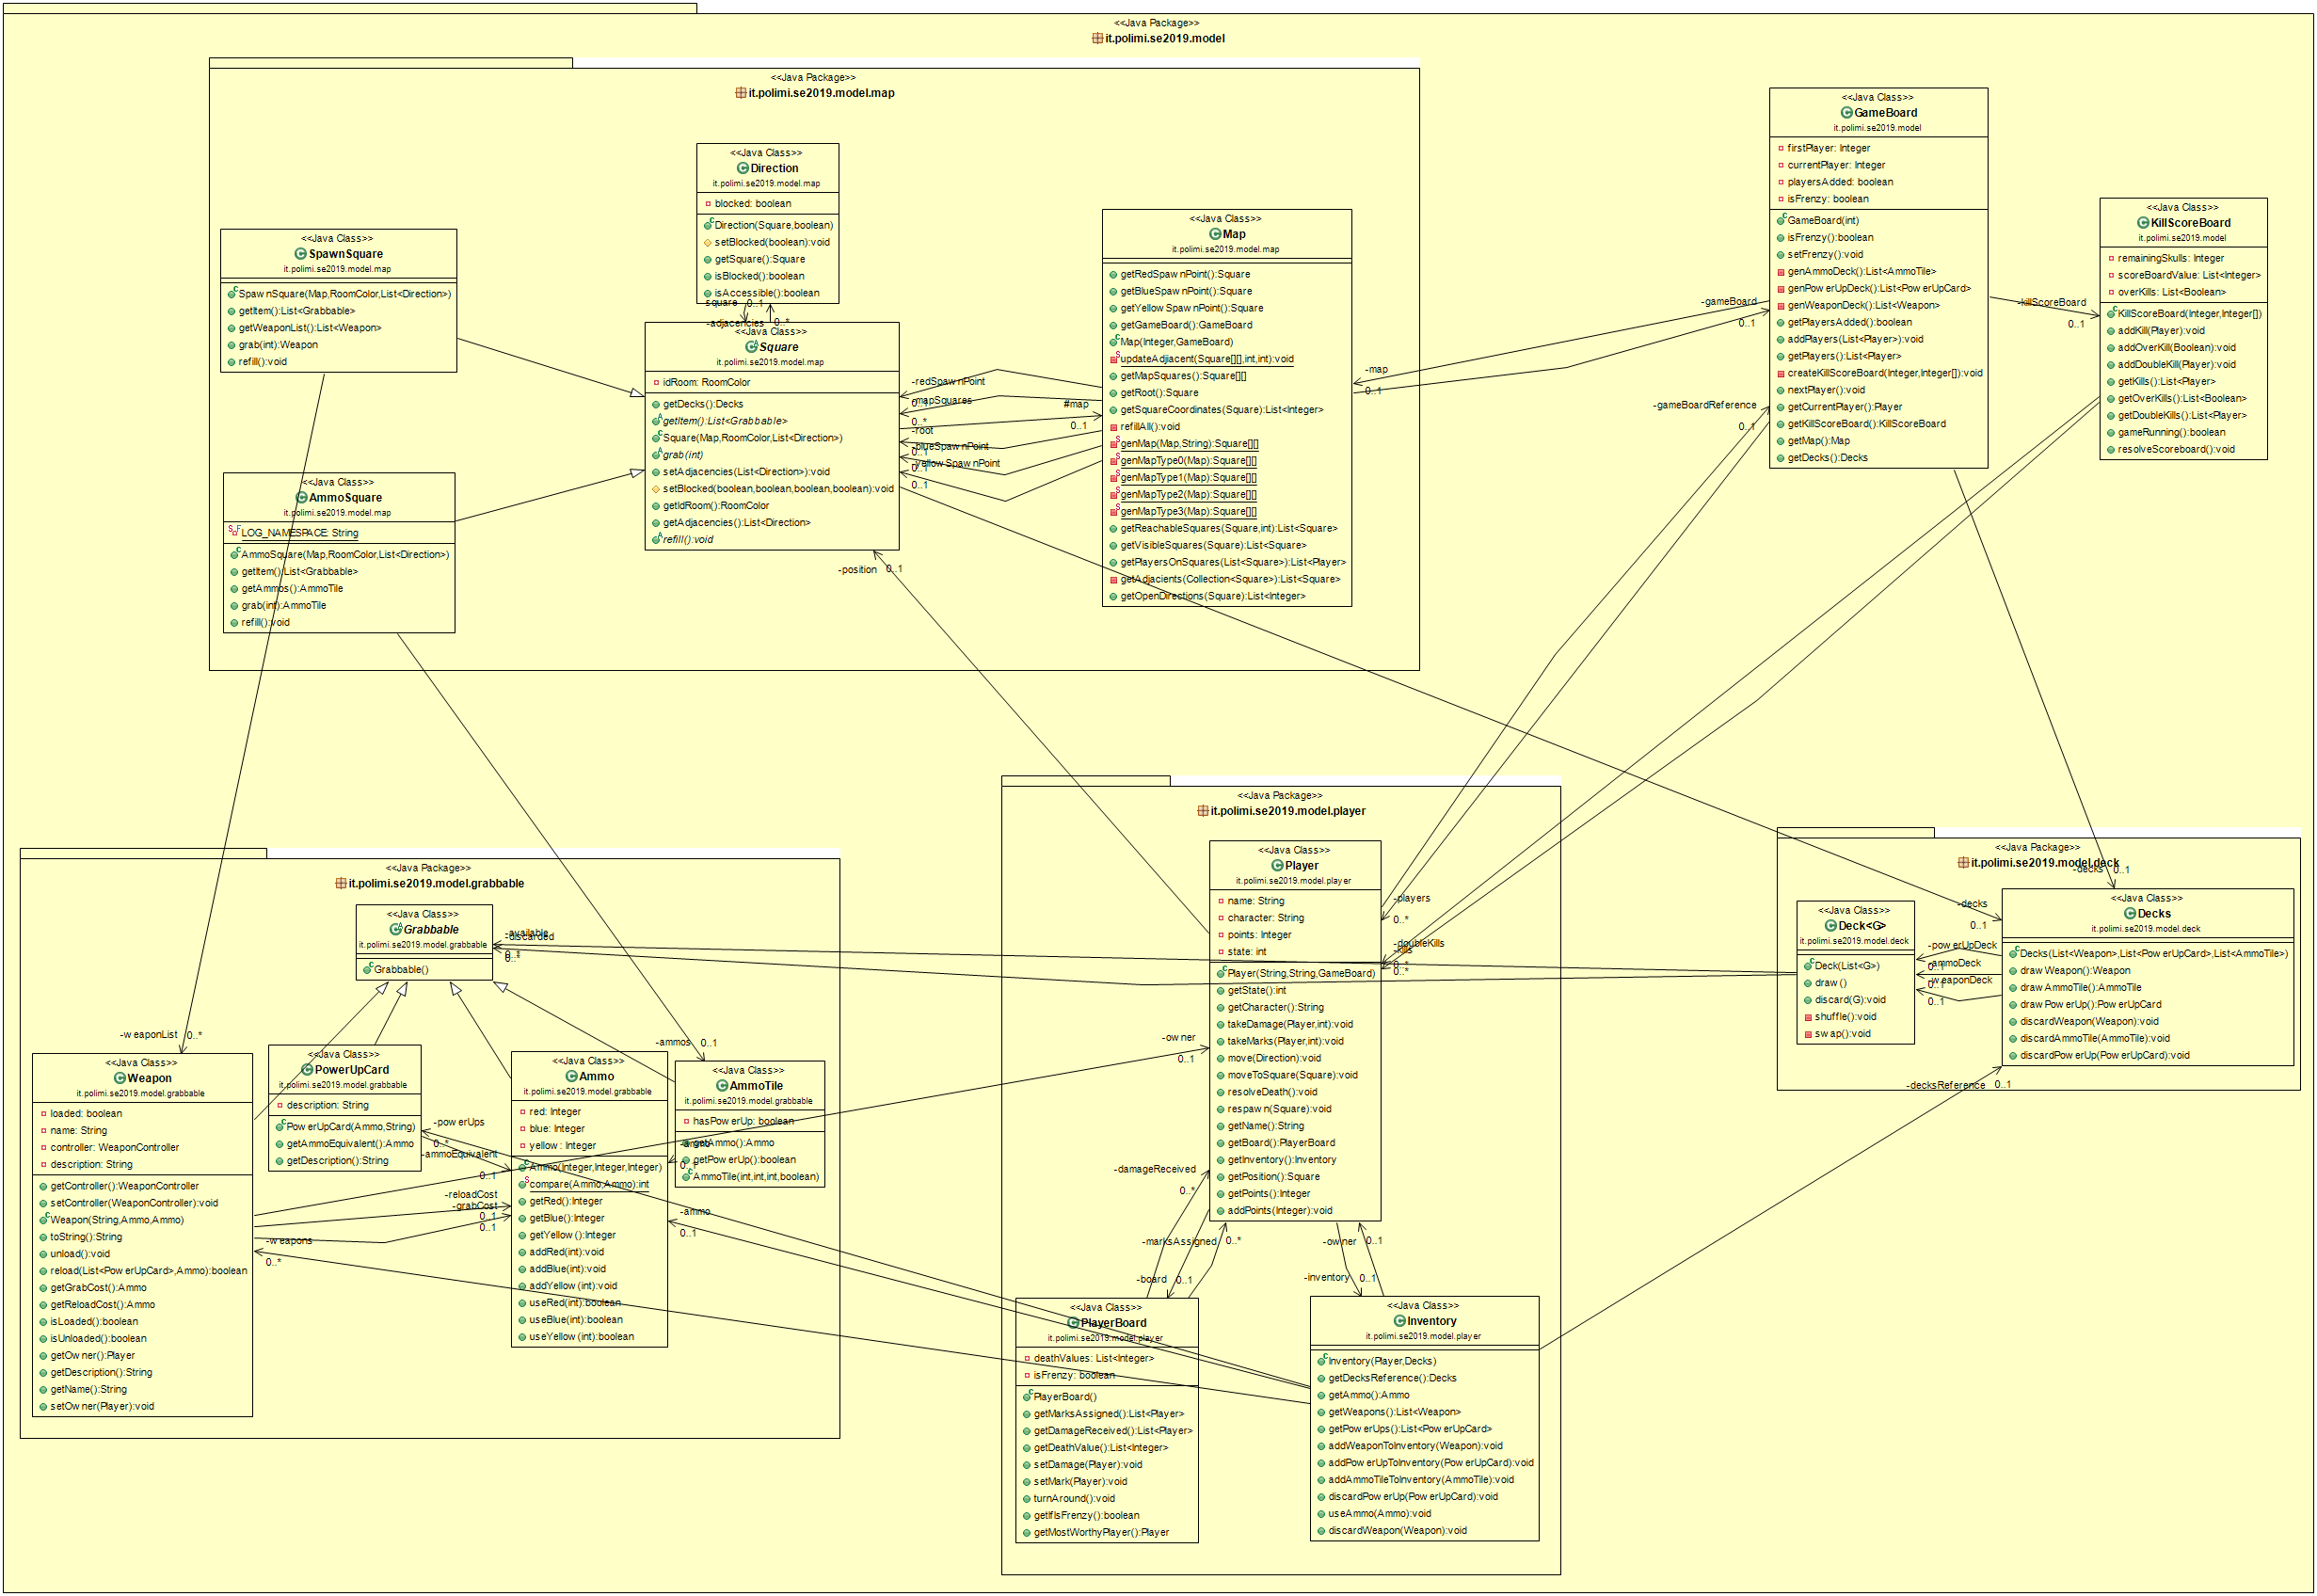 <<Java Package>>
it.polimi.se2019.model
<<Java Package>>
it.polimi.se2019.model.map
<<Java Class>>
Direction
it.polimi.se2019.model.map
blocked: boolean
Direction(Square,boolean)
setBlocked(boolean):void
getSquare():Square
isBlocked():boolean
isAccessible():boolean
-square
0..1
-adjacencies
0..*
<<Java Class>>
SpawnSquare
it.polimi.se2019.model.map
SpawnSquare(Map,RoomColor,List<Direction>)
getItem():List<Grabbable>
getWeaponList():List<Weapon>
grab(int):Weapon
refill():void
<<Java Class>>
AmmoSquare
it.polimi.se2019.model.map
LOG_NAMESPACE: String
AmmoSquare(Map,RoomColor,List<Direction>)
getItem():List<Grabbable>
getAmmos():AmmoTile
grab(int):AmmoTile
refill():void
<<Java Class>>
Square
it.polimi.se2019.model.map
idRoom: RoomColor
getDecks():Decks
getItem():List<Grabbable>
Square(Map,RoomColor,List<Direction>)
grab(int)
setAdjacencies(List<Direction>):void
setBlocked(boolean,boolean,boolean,boolean):void
getIdRoom():RoomColor
getAdjacencies():List<Direction>
refill():void
-redSpawnPoint
0..1
-mapSquares
0..*
#map
0..1
-root
0..1
-blueSpawnPoint
0..1
-yellowSpawnPoint
0..1
-position
0..1
<<Java Class>>
Map
it.polimi.se2019.model.map
getRedSpawnPoint():Square
getBlueSpawnPoint():Square
getYellowSpawnPoint():Square
getGameBoard():GameBoard
Map(Integer,GameBoard)
updateAdjiacent(Square[][],int,int):void
getMapSquares():Square[][]
getRoot():Square
getSquareCoordinates(Square):List<Integer>
refillAll():void
genMap(Map,String):Square[][]
genMapType0(Map):Square[][]
genMapType1(Map):Square[][]
genMapType2(Map):Square[][]
genMapType3(Map):Square[][]
getReachableSquares(Square,int):List<Square>
getVisibleSquares(Square):List<Square>
getPlayersOnSquares(List<Square>):List<Player>
getAdjacients(Collection<Square>):List<Square>
getOpenDirections(Square):List<Integer>
-map
0..1
-gameBoard
0..1
-gameBoardReference
0..1
<<Java Class>>
GameBoard
it.polimi.se2019.model
firstPlayer: Integer
currentPlayer: Integer
playersAdded: boolean
isFrenzy: boolean
GameBoard(int)
isFrenzy():boolean
setFrenzy():void
genAmmoDeck():List<AmmoTile>
genPowerUpDeck():List<PowerUpCard>
genWeaponDeck():List<Weapon>
getPlayersAdded():boolean
addPlayers(List<Player>):void
getPlayers():List<Player>
createKillScoreBoard(Integer,Integer[]):void
nextPlayer():void
getCurrentPlayer():Player
getKillScoreBoard():KillScoreBoard
getMap():Map
getDecks():Decks
-killScoreBoard
0..1
<<Java Class>>
KillScoreBoard
it.polimi.se2019.model
remainingSkulls: Integer
scoreBoardValue: List<Integer>
overKills: List<Boolean>
KillScoreBoard(Integer,Integer[])
addKill(Player):void
addOverKill(Boolean):void
addDoubleKill(Player):void
getKills():List<Player>
getOverKills():List<Boolean>
getDoubleKills():List<Player>
gameRunning():boolean
resolveScoreboard():void
<<Java Package>>
it.polimi.se2019.model.grabbable
<<Java Class>>
Grabbable
it.polimi.se2019.model.grabbable
Grabbable()
-available
-discarded
0..*
0..*
-weaponList
0..*
<<Java Class>>
Weapon
it.polimi.se2019.model.grabbable
loaded: boolean
name: String
controller: WeaponController
description: String
getController():WeaponController
setController(WeaponController):void
Weapon(String,Ammo,Ammo)
toString():String
unload():void
reload(List<PowerUpCard>,Ammo):boolean
getGrabCost():Ammo
getReloadCost():Ammo
isLoaded():boolean
isUnloaded():boolean
getOwner():Player
getDescription():String
getName():String
setOwner(Player):void
<<Java Class>>
PowerUpCard
it.polimi.se2019.model.grabbable
description: String
PowerUpCard(Ammo,String)
getAmmoEquivalent():Ammo
getDescription():String
-powerUps
0..*
-ammoEquivalent
0..1
-reloadCost
0..1
-grabCost
0..1
-weapons
0..*
<<Java Class>>
Ammo
it.polimi.se2019.model.grabbable
red: Integer
blue: Integer
yellow: Integer
Ammo(Integer,Integer,Integer)
compare(Ammo,Ammo):int
getRed():Integer
getBlue():Integer
getYellow():Integer
addRed(int):void
addBlue(int):void
addYellow(int):void
useRed(int):boolean
useBlue(int):boolean
useYellow(int):boolean
-ammos
0..1
<<Java Class>>
AmmoTile
it.polimi.se2019.model.grabbable
hasPowerUp: boolean
getAmmo():Ammo
getPowerUp():boolean
AmmoTile(int,int,int,boolean)
-ammo
0..1
-ammo
0..1
<<Java Package>>
it.polimi.se2019.model.player
<<Java Class>>
Player
it.polimi.se2019.model.player
name: String
character: String
points: Integer
state: int
Player(String,String,GameBoard)
getState():int
getCharacter():String
takeDamage(Player,int):void
takeMarks(Player,int):void
move(Direction):void
moveToSquare(Square):void
resolveDeath():void
respawn(Square):void
getName():String
getBoard():PlayerBoard
getInventory():Inventory
getPosition():Square
getPoints():Integer
addPoints(Integer):void
-players
0..*
-doubleKills
-kills
0..*
0..*
-owner
0..1
-damageReceived
0..*
-marksAssigned
0..*
-board
0..1
-owner
0..1
-inventory
0..1
<<Java Class>>
PlayerBoard
it.polimi.se2019.model.player
deathValues: List<Integer>
isFrenzy: boolean
PlayerBoard()
getMarksAssigned():List<Player>
getDamageReceived():List<Player>
getDeathValue():List<Integer>
setDamage(Player):void
setMark(Player):void
turnAround():void
getIfIsFrenzy():boolean
getMostWorthyPlayer():Player
<<Java Class>>
Inventory
it.polimi.se2019.model.player
Inventory(Player,Decks)
getDecksReference():Decks
getAmmo():Ammo
getWeapons():List<Weapon>
getPowerUps():List<PowerUpCard>
addWeaponToInventory(Weapon):void
addPowerUpToInventory(PowerUpCard):void
addAmmoTileToInventory(AmmoTile):void
discardPowerUp(PowerUpCard):void
useAmmo(Ammo):void
discardWeapon(Weapon):void
<<Java Package>>
it.polimi.se2019.model.deck
-decks
0..1
<<Java Class>>
Deck<G>
it.polimi.se2019.model.deck
Deck(List<G>)
draw()
discard(G):void
shuffle():void
swap():void
-decks
0..1
-powerUpDeck
0..1
-ammoDeck
0..1
-weaponDeck
0..1
<<Java Class>>
Decks
it.polimi.se2019.model.deck
Decks(List<Weapon>,List<PowerUpCard>,List<AmmoTile>)
drawWeapon():Weapon
drawAmmoTile():AmmoTile
drawPowerUp():PowerUpCard
discardWeapon(Weapon):void
discardAmmoTile(AmmoTile):void
discardPowerUp(PowerUpCard):void
-decksReference
0..1